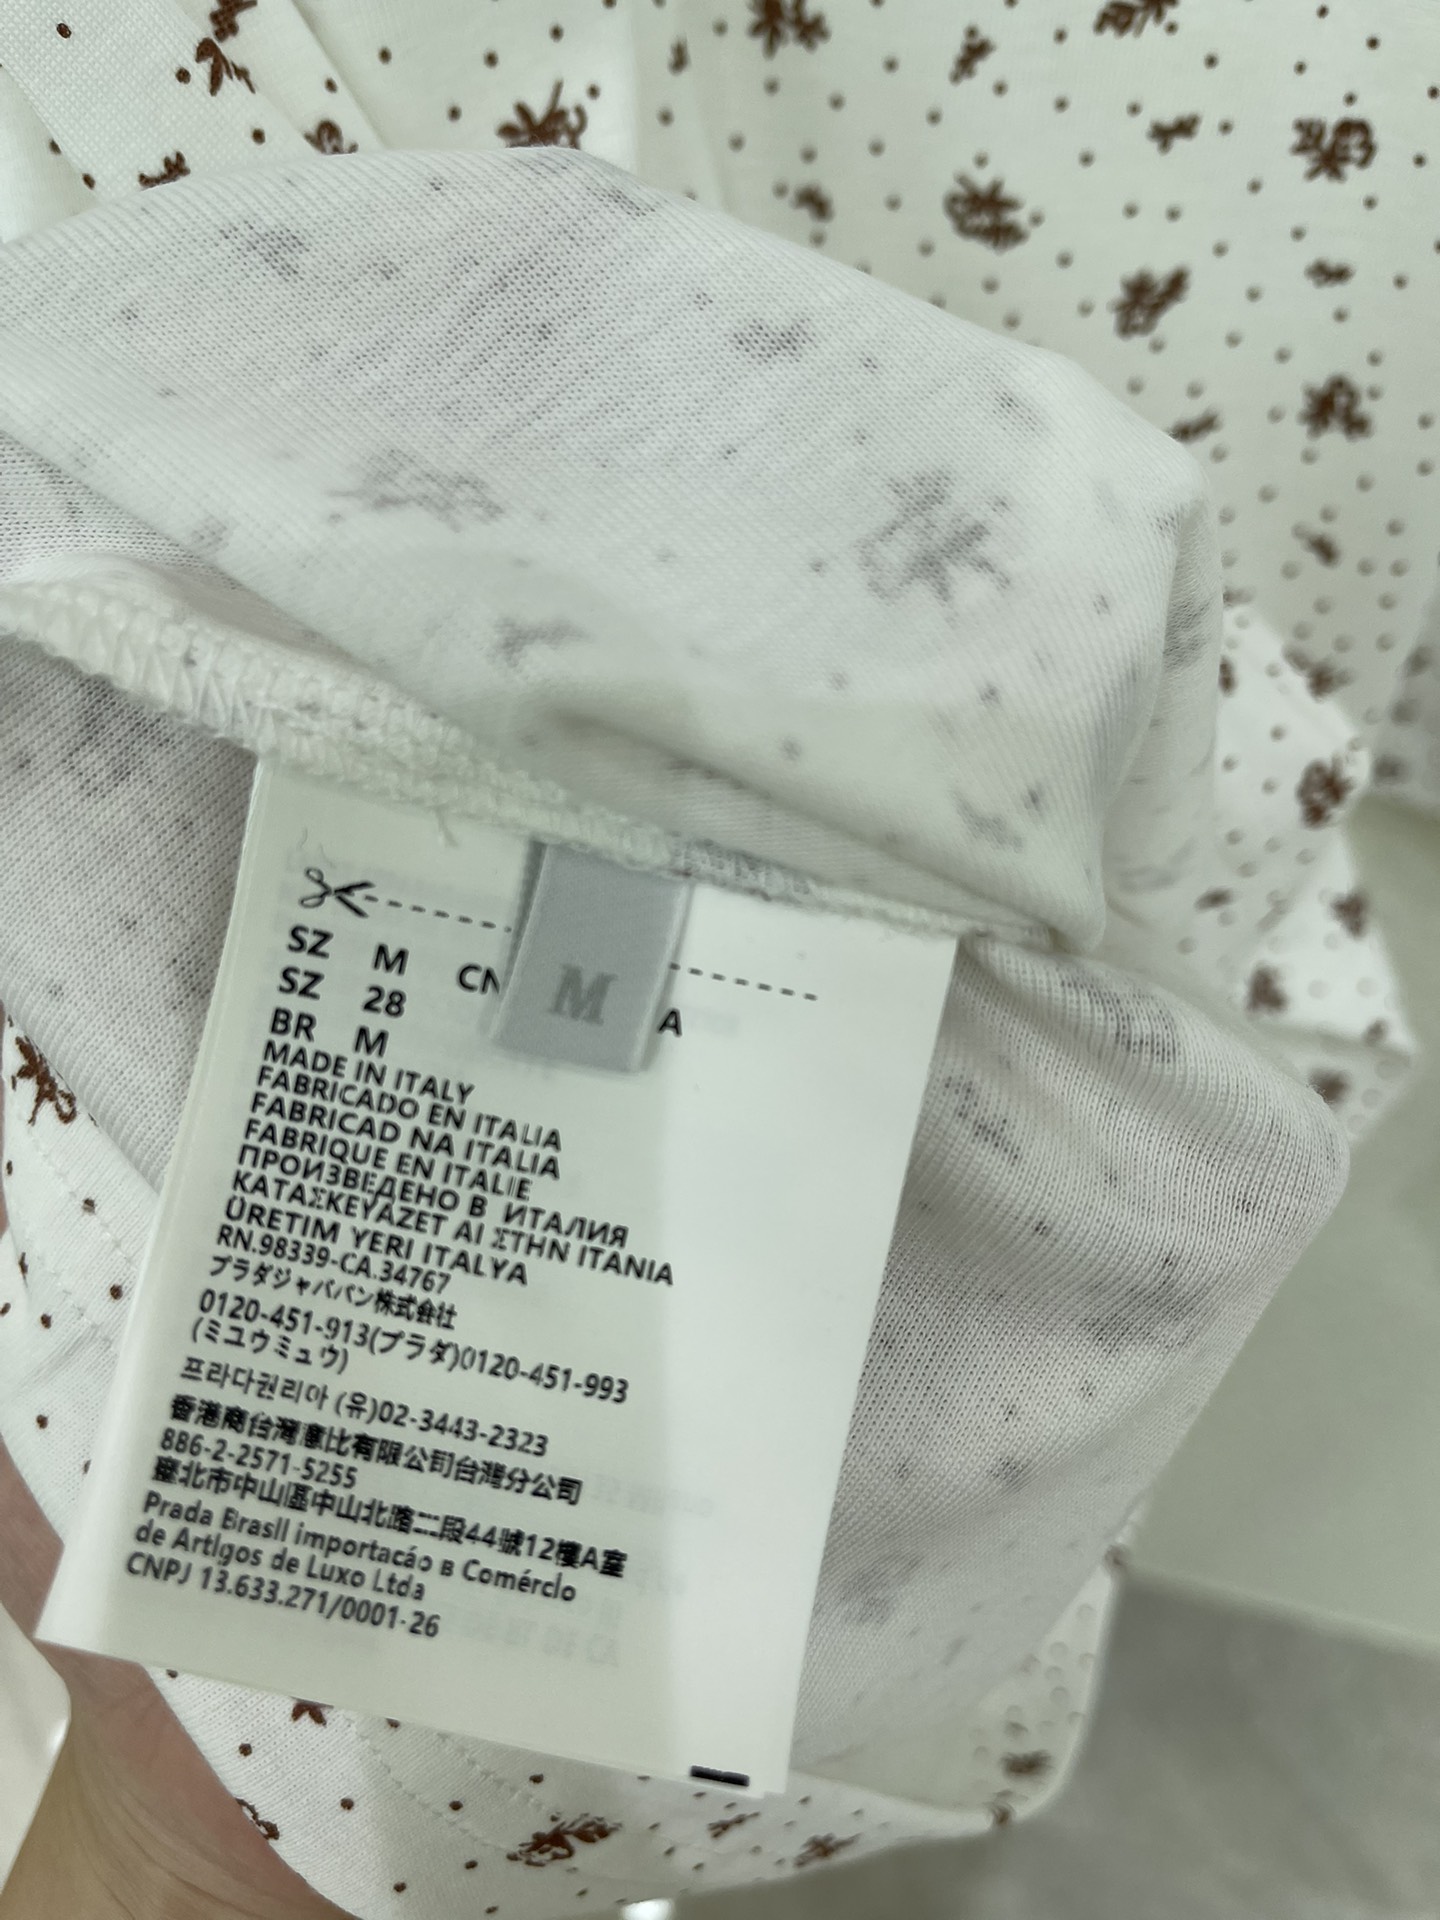 SZ M CN A
SZ 28
BR M
M
MADE IN ITALY
FABRICADO EN ITALIA
FABRICAD NA ITALIA
FABRIQUE EN ITALIE
ПРОИЗВЕДЕНО В ИТАЛИЯ
ΚΑΤΑΣΚΕΥΑΖΕΤ ΑΙ ΣΤΗΝ ΙΤΑΝΙΑ
ÜRETIM YERI ITALYA
RN.98339-CA.34767
プラダジャパバン株式会社
0120-451-913(プラダ)0120-451-993
(ミユウミュウ)
프라다퀀리아 (유)02-3443-2323
香港商台灣意比有限公司台灣分公司
886-2-2571-5255
臺北市中山區中山北路二段44號12樓A室
Prada Brasll importacáo в Comérclo
de Artlgos de Luxo Ltda
CNPJ 13.633.271/0001-26